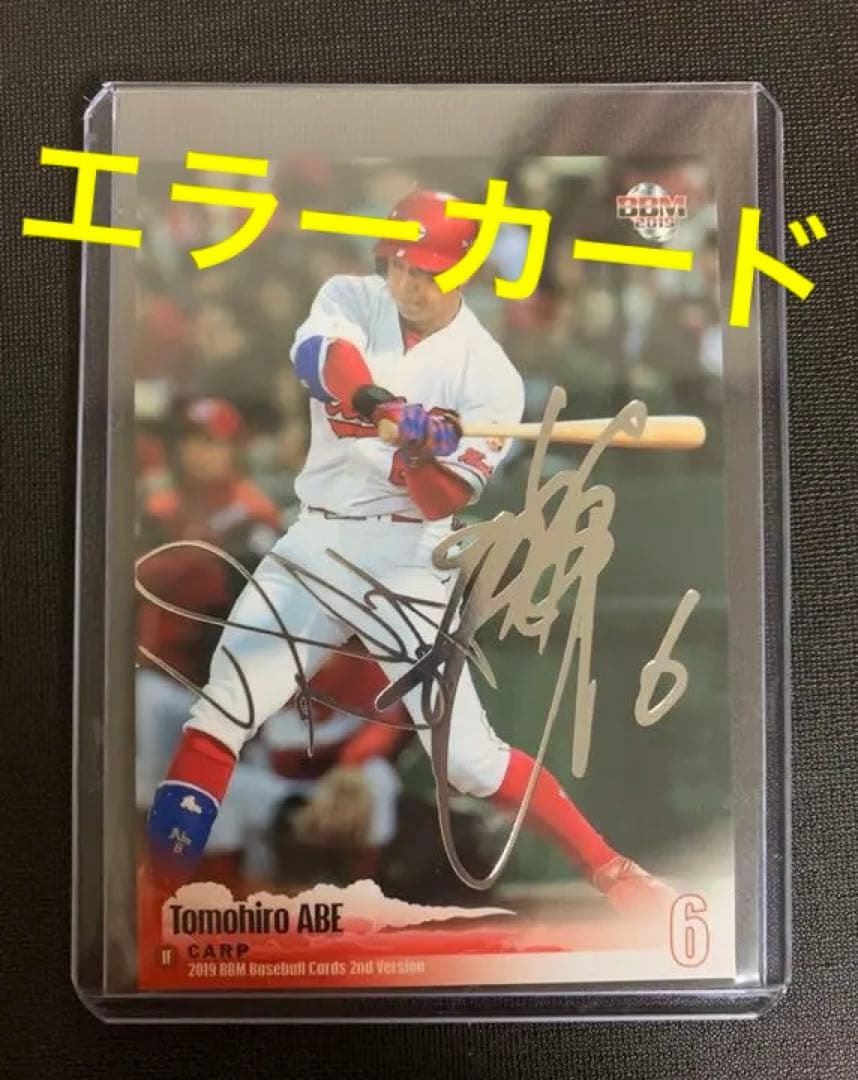 エラーカード
BBM
2019
6
Tomohiro ABE
IF CARP
2019 BBM Baseball Cards 2nd Version
6